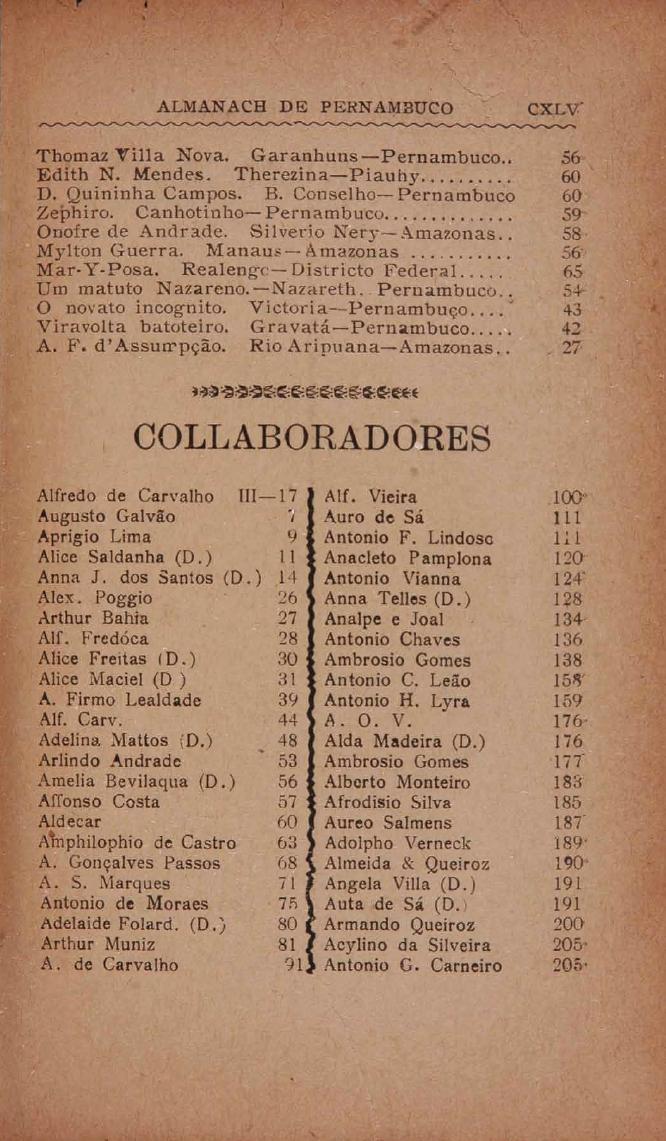 ALMANACH DE PERNAMBUCO CXLV
Thomaz Villa Nova. Garanhuns—Pernambuco.. 56
Edith N. Mendes. Therezina—Piauhy.......... 60
D. Quininha Campos. B. Conselho—Pernambuco 60
Zephiro. Canhotinho—Pernambuco.............. 59
Onofre de Andrade. Silverio Nery—Amazonas.. 58
Mylton Guerra. Manaus—Amazonas ........... 56
Mar-Y-Posa. Realengo—Districto Federal..... 65
Um matuto Nazareno.—Nazareth. Pernambuco.. 54
O novato incognito. Victoria—Pernambuço.... 43
Viravolta batoteiro. Gravatá—Pernambuco..... 42
A. F. d'Assumpção. Rio Aripuana—Amazonas.. 27
COLLABORADORES
Alfredo de Carvalho III—17
Augusto Galvão 7
Aprigio Lima 9
Alice Saldanha (D.) 11
Anna J. dos Santos (D.) 14
Alex. Poggio 26
Arthur Bahia 27
Alf. Fredóca 28
Alice Freitas (D.) 30
Alice Maciel (D ) 31
A. Firmo Lealdade 39
Alf. Carv. 44
Adelina Mattos (D.) 48
Arlindo Andrade 53
Amelia Bevilaqua (D.) 56
Affonso Costa 57
Aldecar 60
Amphilophio de Castro 63
A. Gonçalves Passos 68
A. S. Marques 71
Antonio de Moraes 75
Adelaide Folard. (D.) 80
Arthur Muniz 81
A. de Carvalho 91
Alf. Vieira 100
Auro de Sá 111
Antonio F. Lindoso 111
Anacleto Pamplona 120
Antonio Vianna 124
Anna Telles (D.) 128
Analpe e Joal 134
Antonio Chaves 136
Ambrosio Gomes 138
Antonio C. Leão 158
Antonio H. Lyra 159
A. O. V. 176
Alda Madeira (D.) 176
Ambrosio Gomes 177
Alberto Monteiro 183
Afrodisio Silva 185
Aureo Salmens 187
Adolpho Verneck 189
Almeida & Queiroz 190
Angela Villa (D.) 191
Auta de Sá (D.) 191
Armando Queiroz 200
Acylino da Silveira 205
Antonio G. Carneiro 205